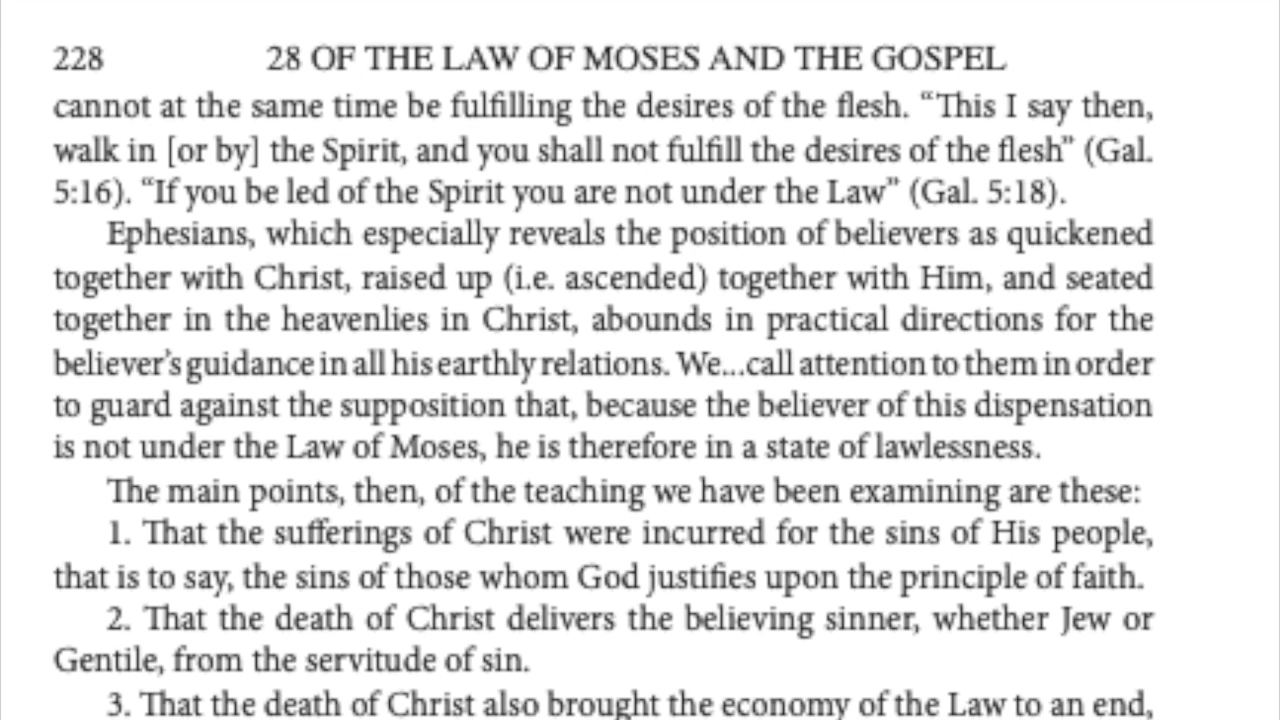 228 28 OF THE LAW OF MOSES AND THE GOSPEL
cannot at the same time be fulfilling the desires of the flesh. “This I say then,
walk in [or by] the Spirit, and you shall not fulfill the desires of the flesh” (Gal.
5:16). “If you be led of the Spirit you are not under the Law” (Gal. 5:18).
Ephesians, which especially reveals the position of believers as quickened
together with Christ, raised up (i.e. ascended) together with Him, and seated
together in the heavenlies in Christ, abounds in practical directions for the
believer’s guidance in all his earthly relations. We...call attention to them in order
to guard against the supposition that, because the believer of this dispensation
is not under the Law of Moses, he is therefore in a state of lawlessness.
The main points, then, of the teaching we have been examining are these:
1. That the sufferings of Christ were incurred for the sins of His people,
that is to say, the sins of those whom God justifies upon the principle of faith.
2. That the death of Christ delivers the believing sinner, whether Jew or
Gentile, from the servitude of sin.
3. That the death of Christ also brought the economy of the Law to an end,